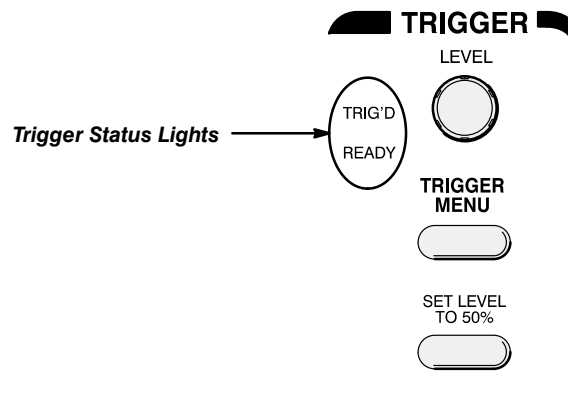 TRIGGER
LEVEL
TRIG'D
Trigger Status Lights
READY
TRIGGER
MENU
SET LEVEL
TO 50%